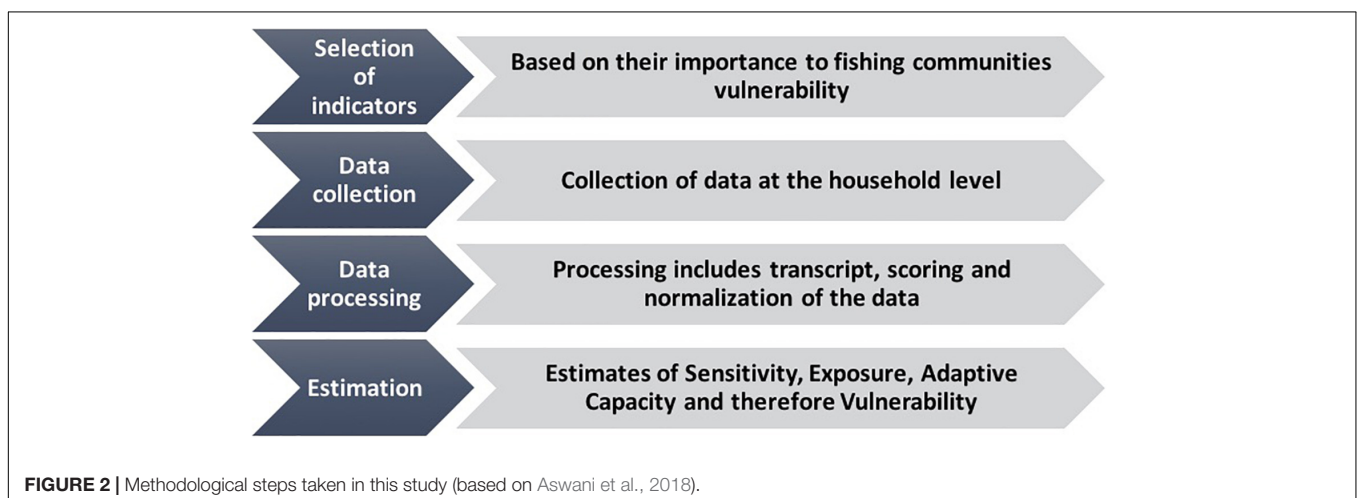 Selection
of
indicators
Based on their importance to fishing communities
vulnerability
Data
collection
Collection of data at the household level
Data
processing
Processing includes transcript, scoring and
normalization of the data
Estimation
Estimates of Sensitivity, Exposure, Adaptive
Capacity and therefore Vulnerability
FIGURE 2 | Methodological steps taken in this study (based on Aswani et al., 2018).